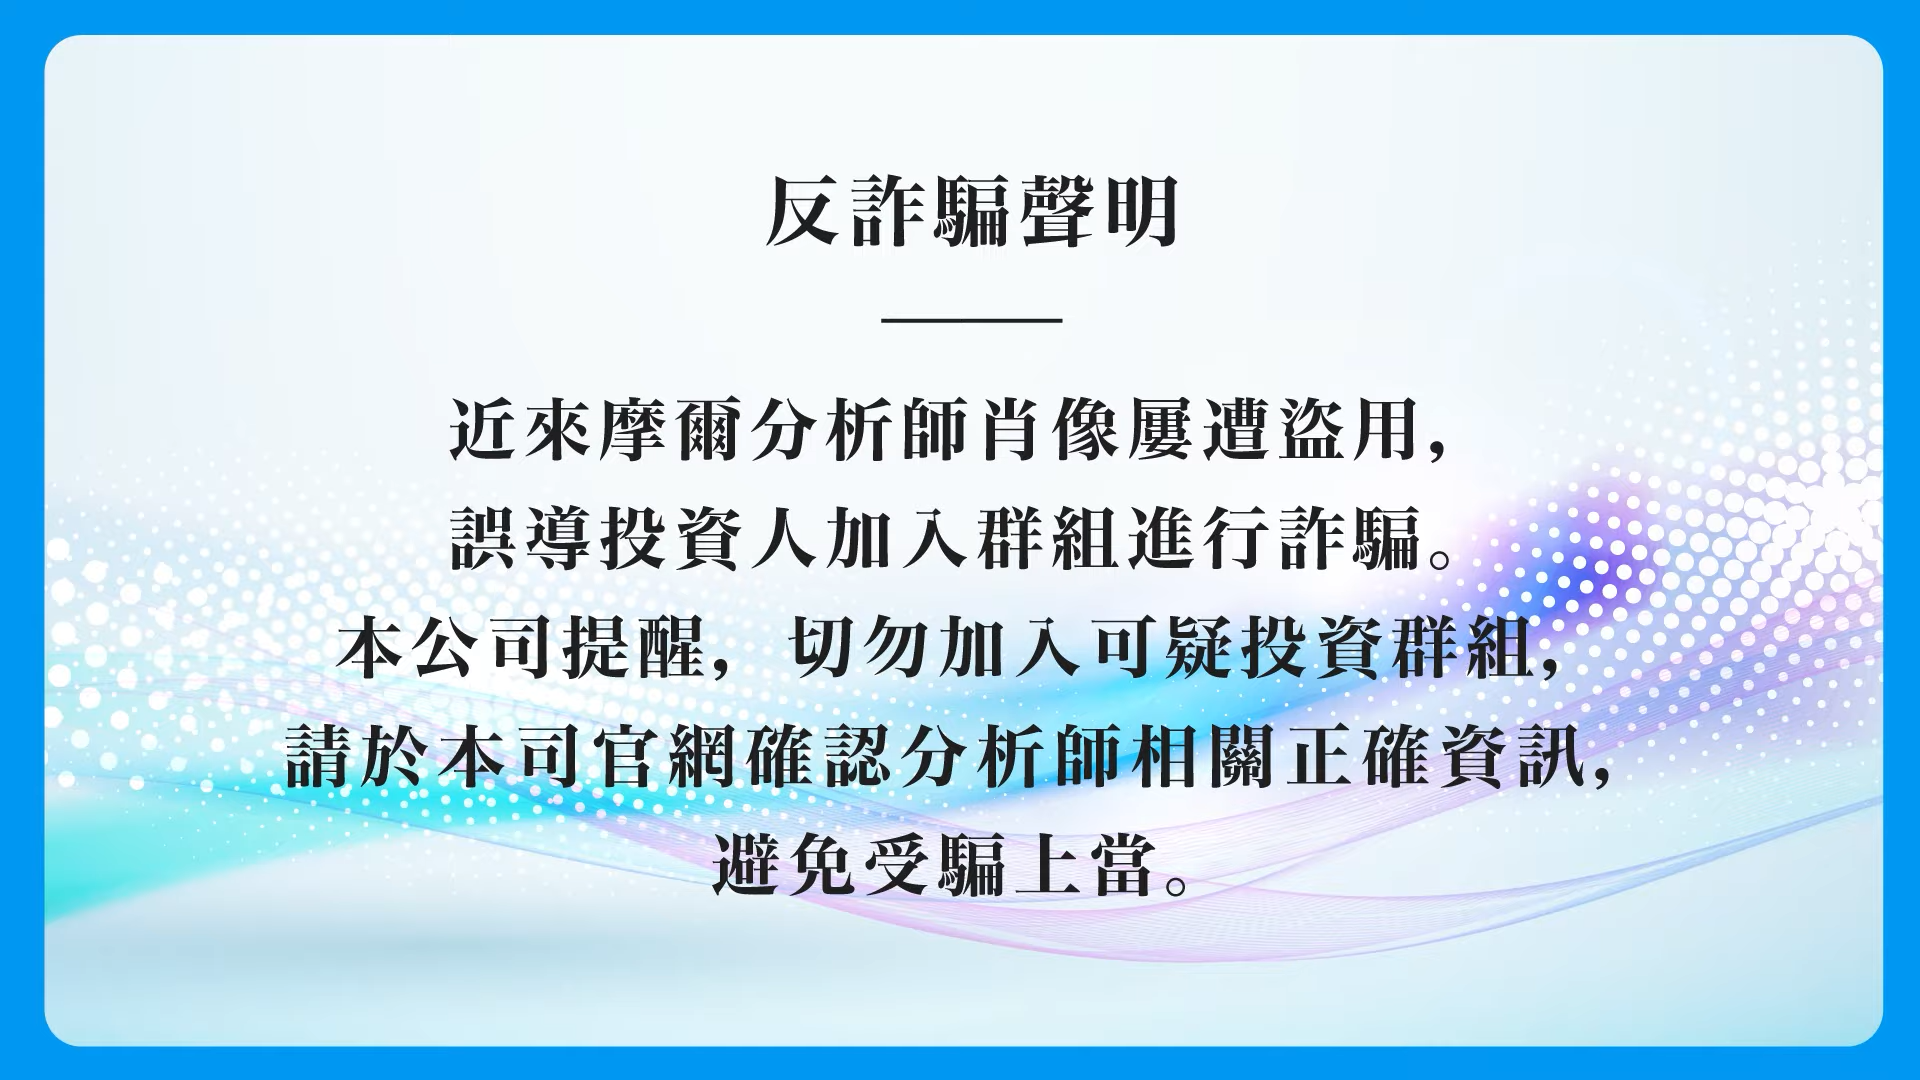 反詐騙聲明
近來摩爾分析師肖像屢遭盜用,
誤導投資人加入群組進行詐騙。
本公司提醒, 切勿加入可疑投資群組,
請於本司官網確認分析師相關正確資訊,
避免受騙上當。